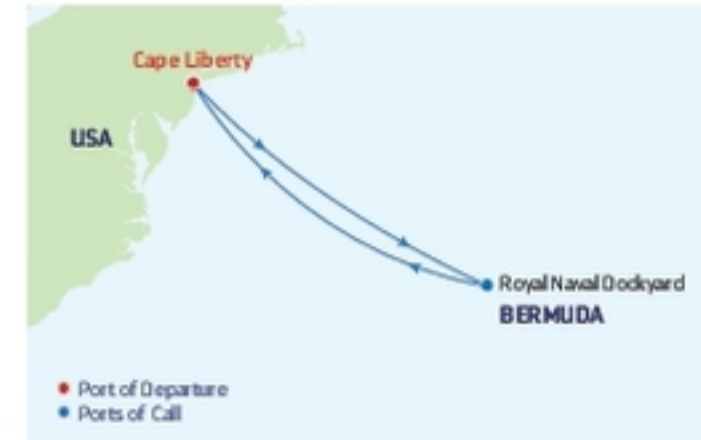 Cape Liberty
USA
Royal Naval Dockyard
BERMUDA
Port of Departure
Ports of Call